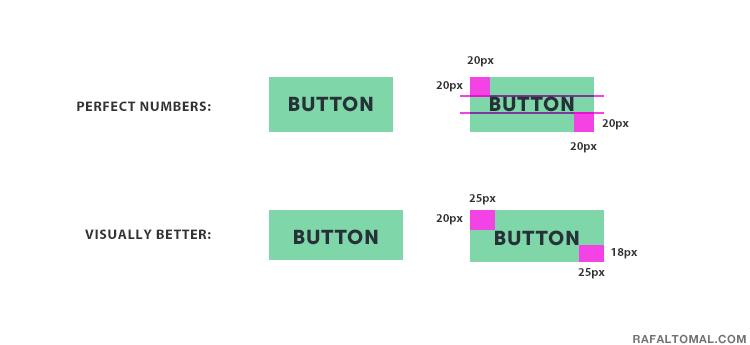 20px
20px
PERFECT NUMBERS:
BUTTON
BUTTON
20px
20px
25px
20px
VISUALLY BETTER:
BUTTON
BUTTON
18px
25px
RAFALTOMAL.COM